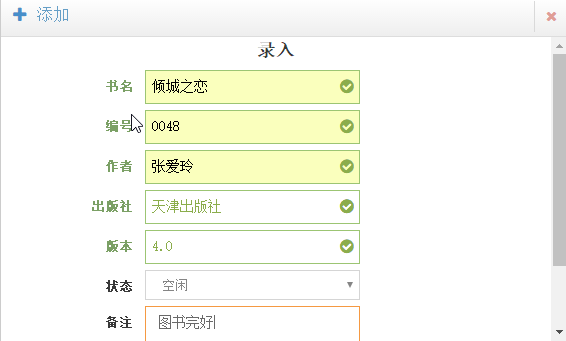 添加
录入
书名 倾城之恋
编号 0048
作者 张爱玲
出版社 天津出版社
版本 4.0
状态 空闲
备注 图书完好